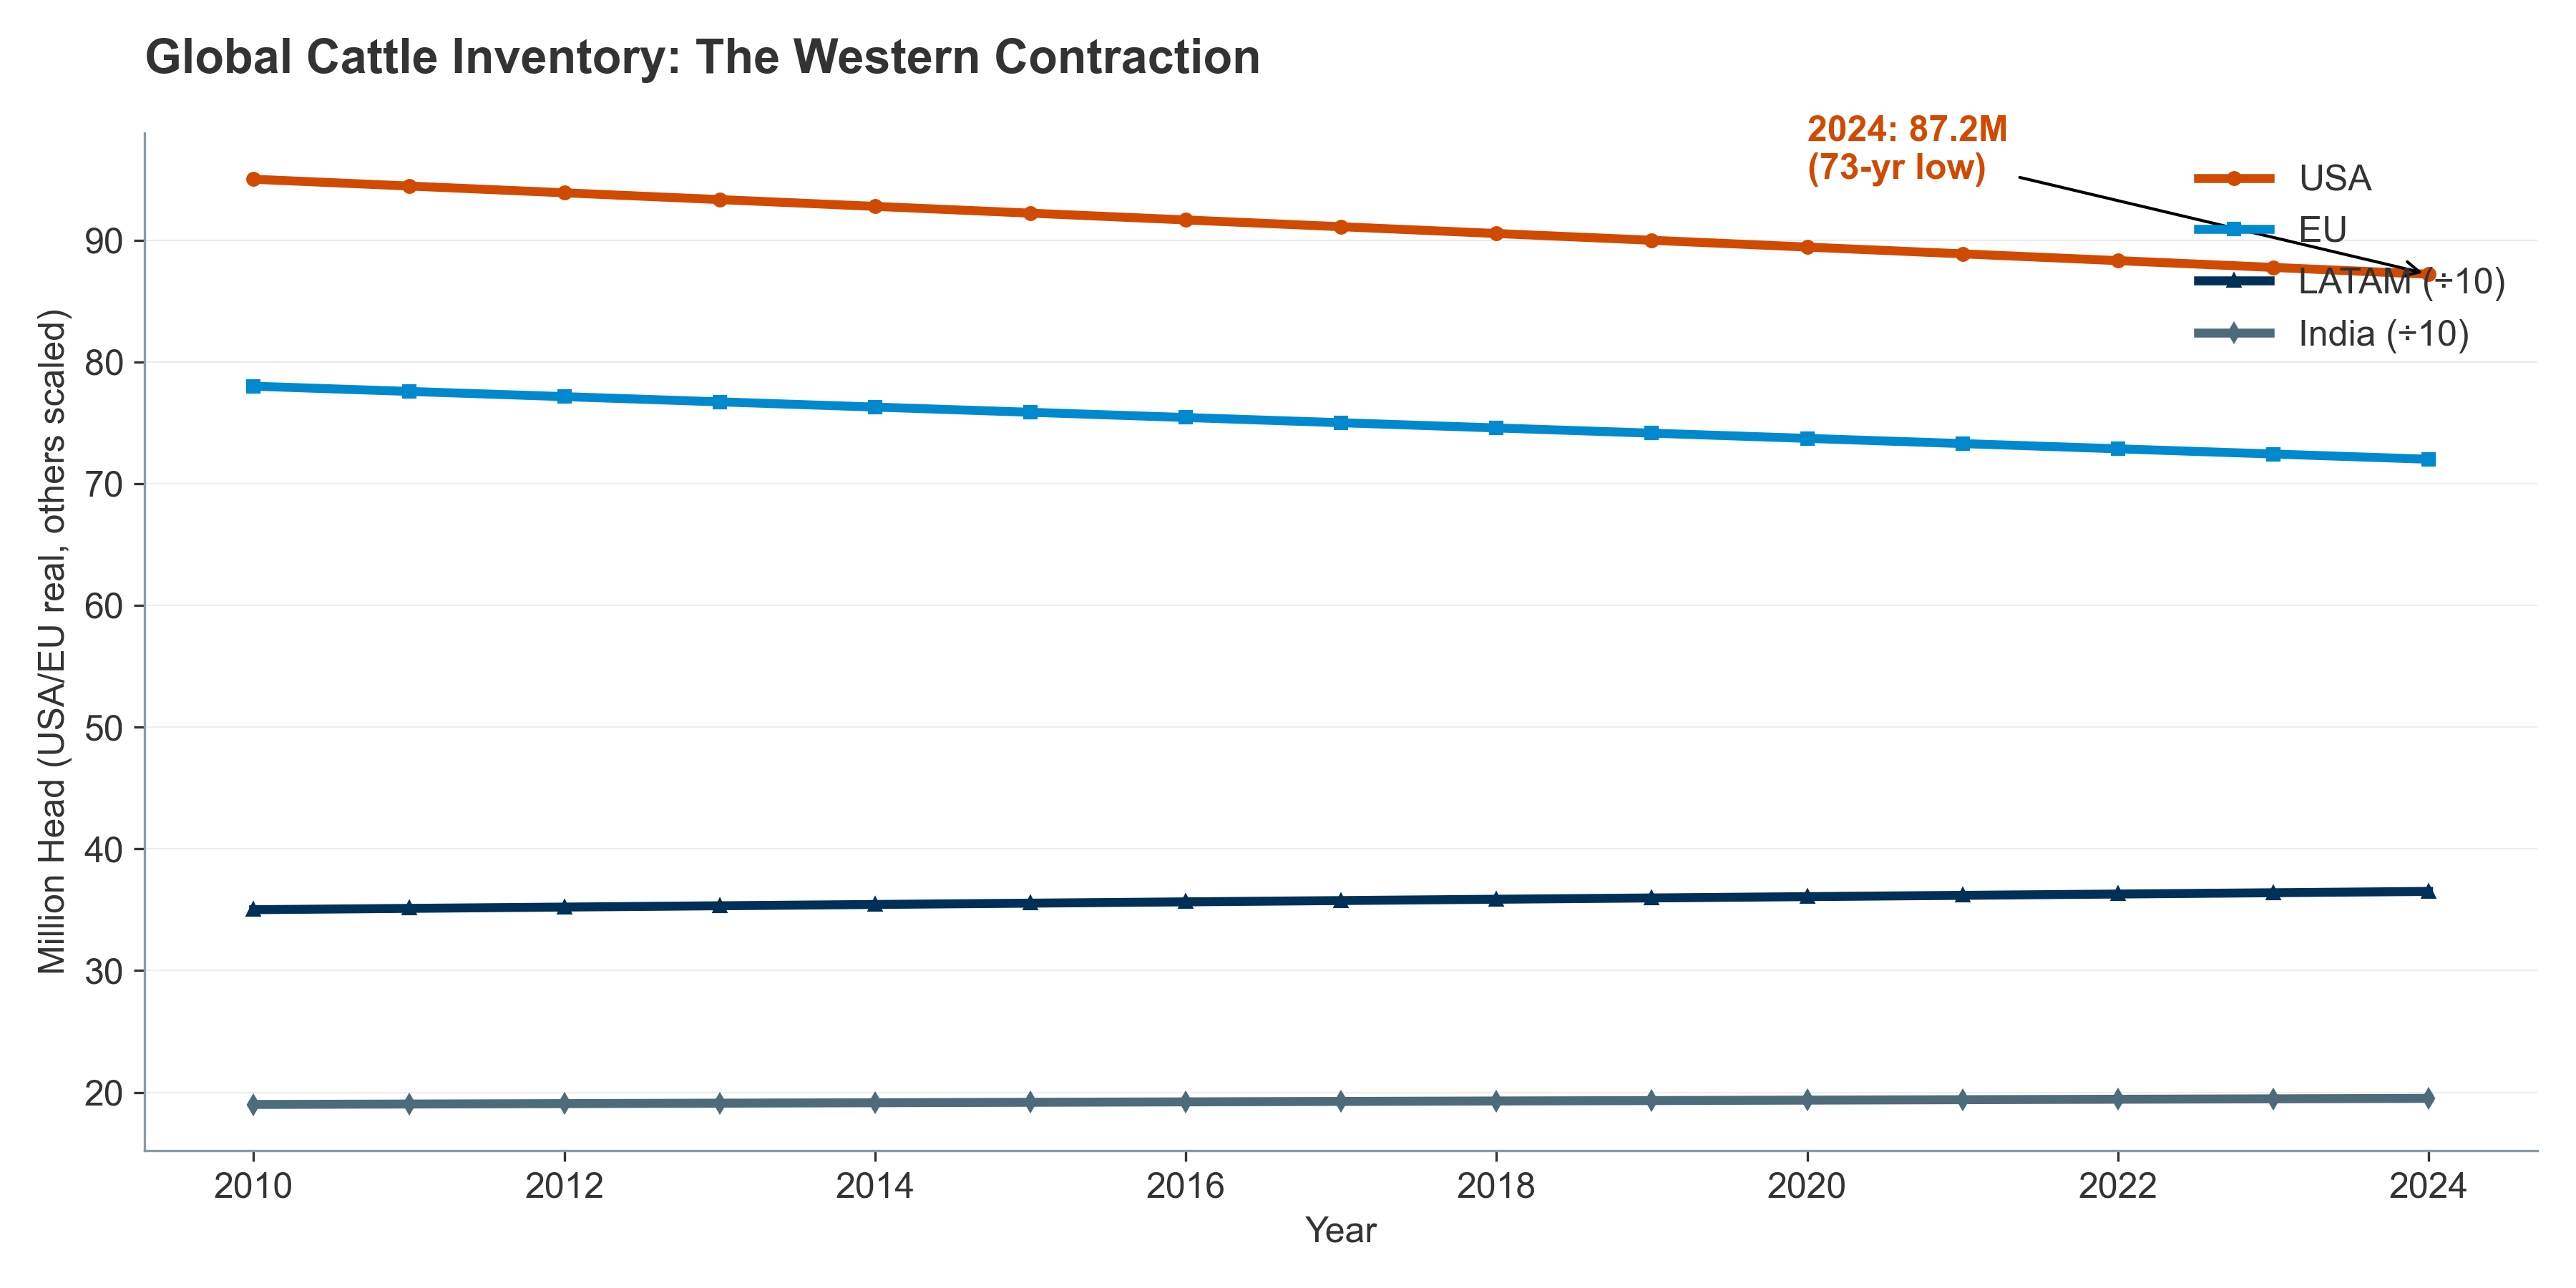 Global Cattle Inventory: The Western Contraction
2024: 87.2M
(73-yr low)
USA
EU
LATAM (÷10)
India (÷10)
Million Head (USA/EU real, others scaled)
90
80
70
60
50
40
30
20
2010
2012
2014
2016
2018
2020
2022
2024
Year